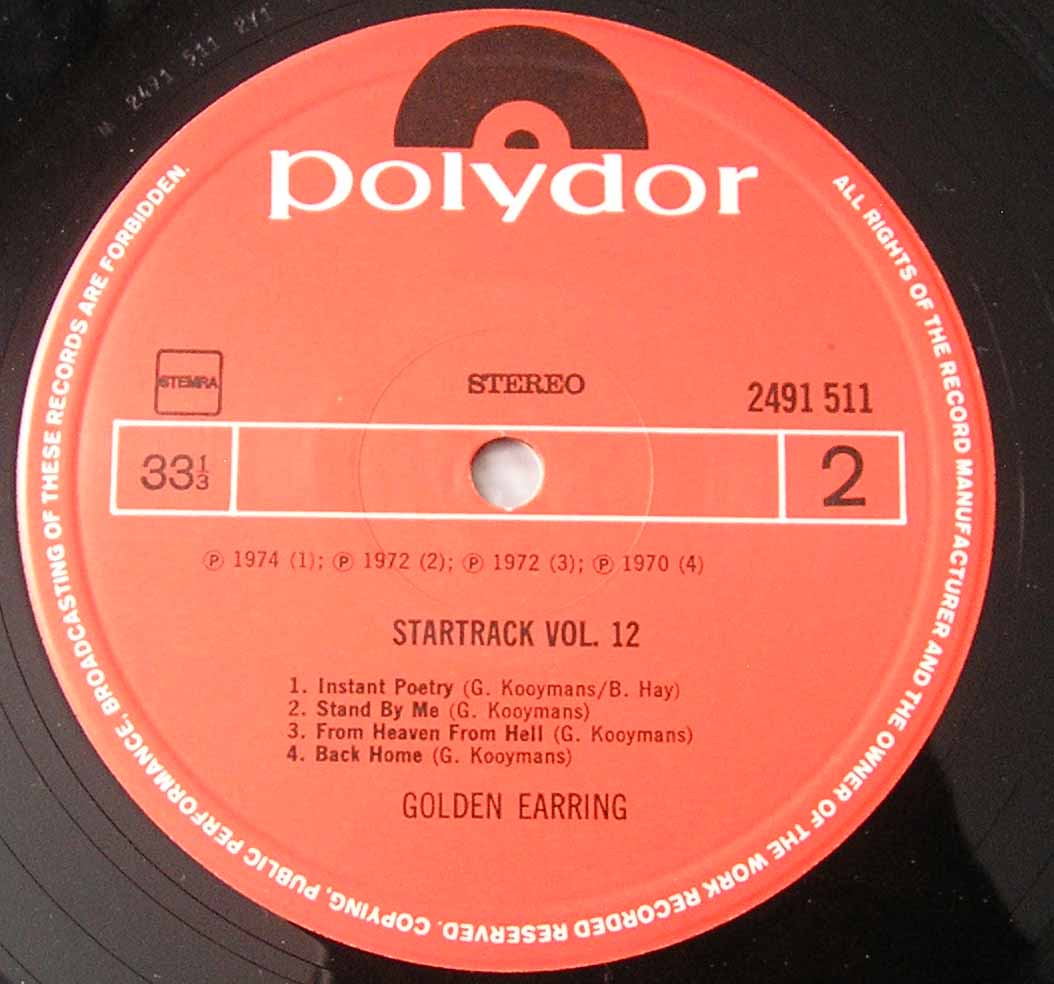 polydor
ALL RIGHTS OF THE RECORD MANUFACTURER AND THE OWNER OF THE WORK RECORDED RESERVED. COPYING, PUBLIC PERFORMANCE, BROADCASTING OF THESE RECORDS ARE FORBIDDEN.
STEMRA
STEREO
2491 511
33⅓
2
℗ 1974 (1); ℗ 1972 (2); ℗ 1972 (3); ℗ 1970 (4)
STARTRACK VOL. 12
1. Instant Poetry (G. Kooymans/B. Hay)
2. Stand By Me (G. Kooymans)
3. From Heaven From Hell (G. Kooymans)
4. Back Home (G. Kooymans)
GOLDEN EARRING